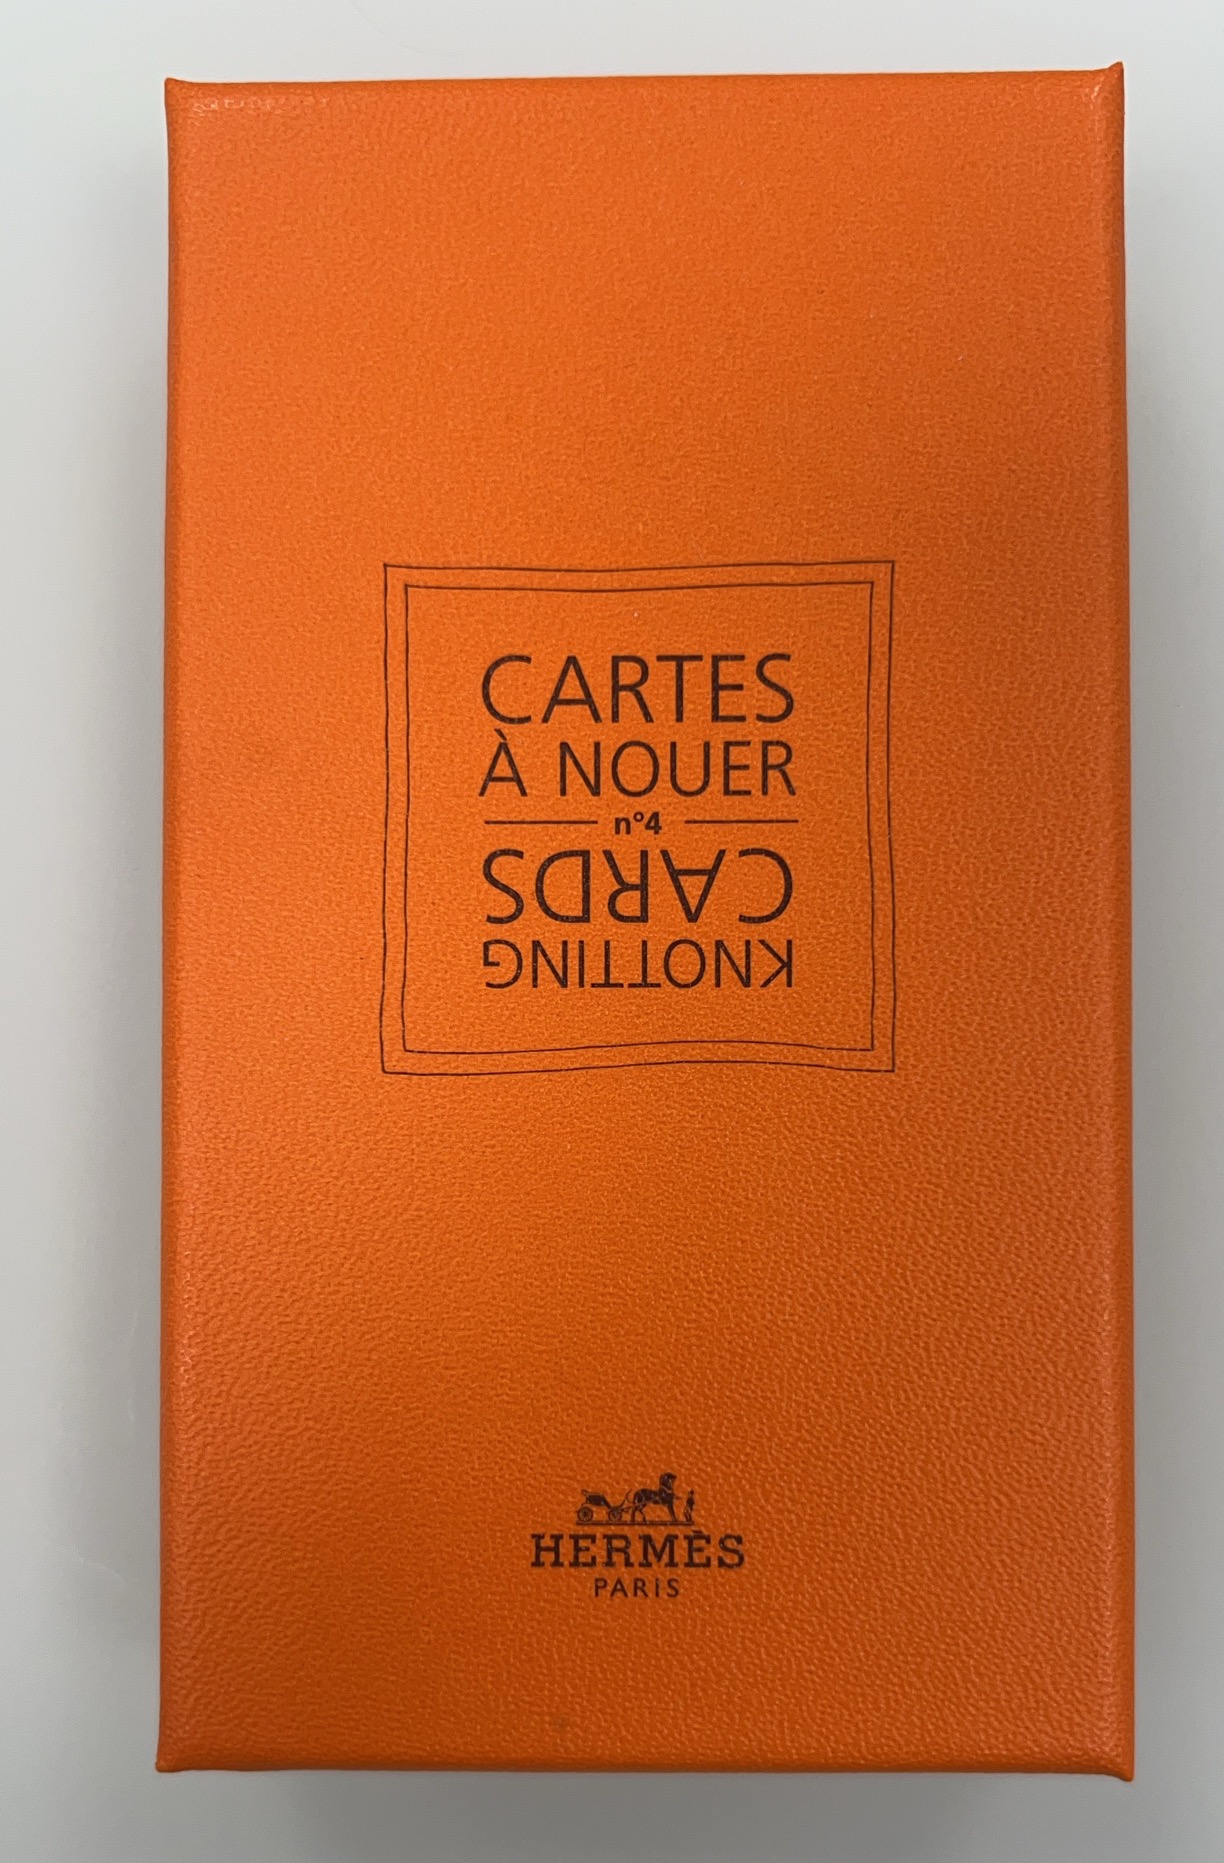 CARTES
À NOUER
n°4
KNOTTING
CARDS
HERMÈS
PARIS